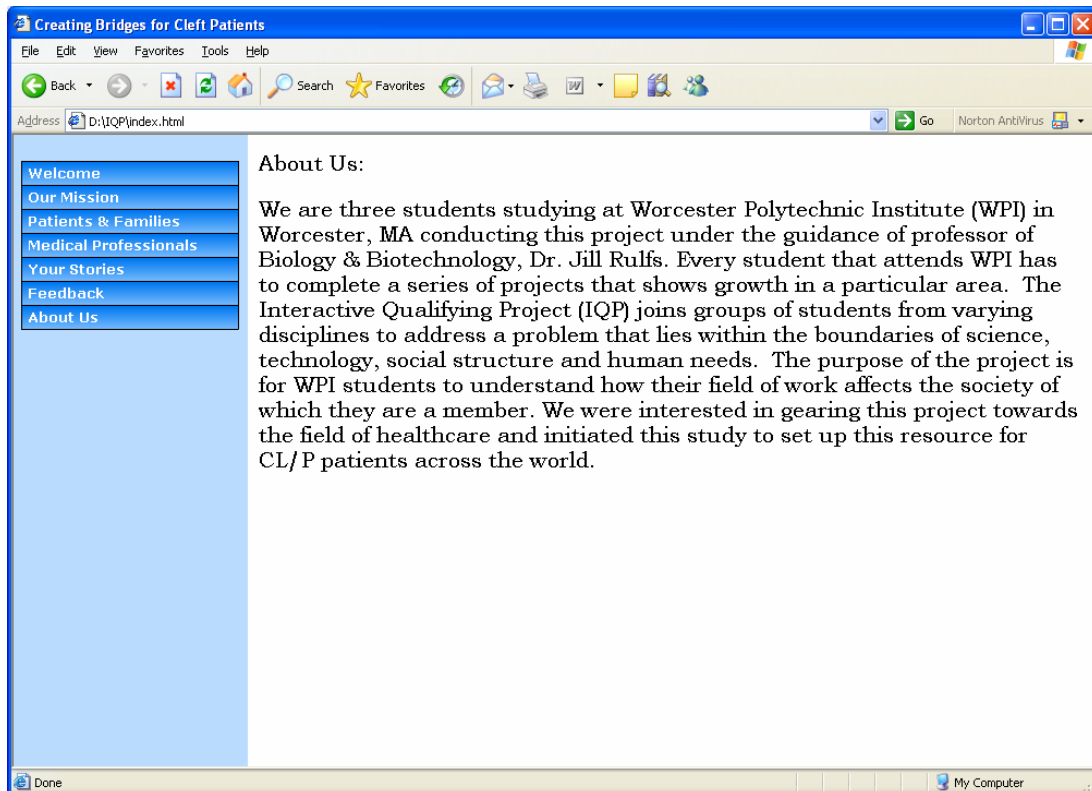 Creating Bridges for Cleft Patients
File Edit View Favorites Tools Help
Back Search Favorites
Address D:\IQP\index.html Go Norton AntiVirus
Welcome
Our Mission
Patients & Families
Medical Professionals
Your Stories
Feedback
About Us
About Us:
We are three students studying at Worcester Polytechnic Institute (WPI) in
Worcester, MA conducting this project under the guidance of professor of
Biology & Biotechnology, Dr. Jill Rulfs. Every student that attends WPI has
to complete a series of projects that shows growth in a particular area.  The
Interactive Qualifying Project (IQP) joins groups of students from varying
disciplines to address a problem that lies within the boundaries of science,
technology, social structure and human needs.  The purpose of the project is
for WPI students to understand how their field of work affects the society of
which they are a member. We were interested in gearing this project towards
the field of healthcare and initiated this study to set up this resource for
CL/P patients across the world.
Done My Computer